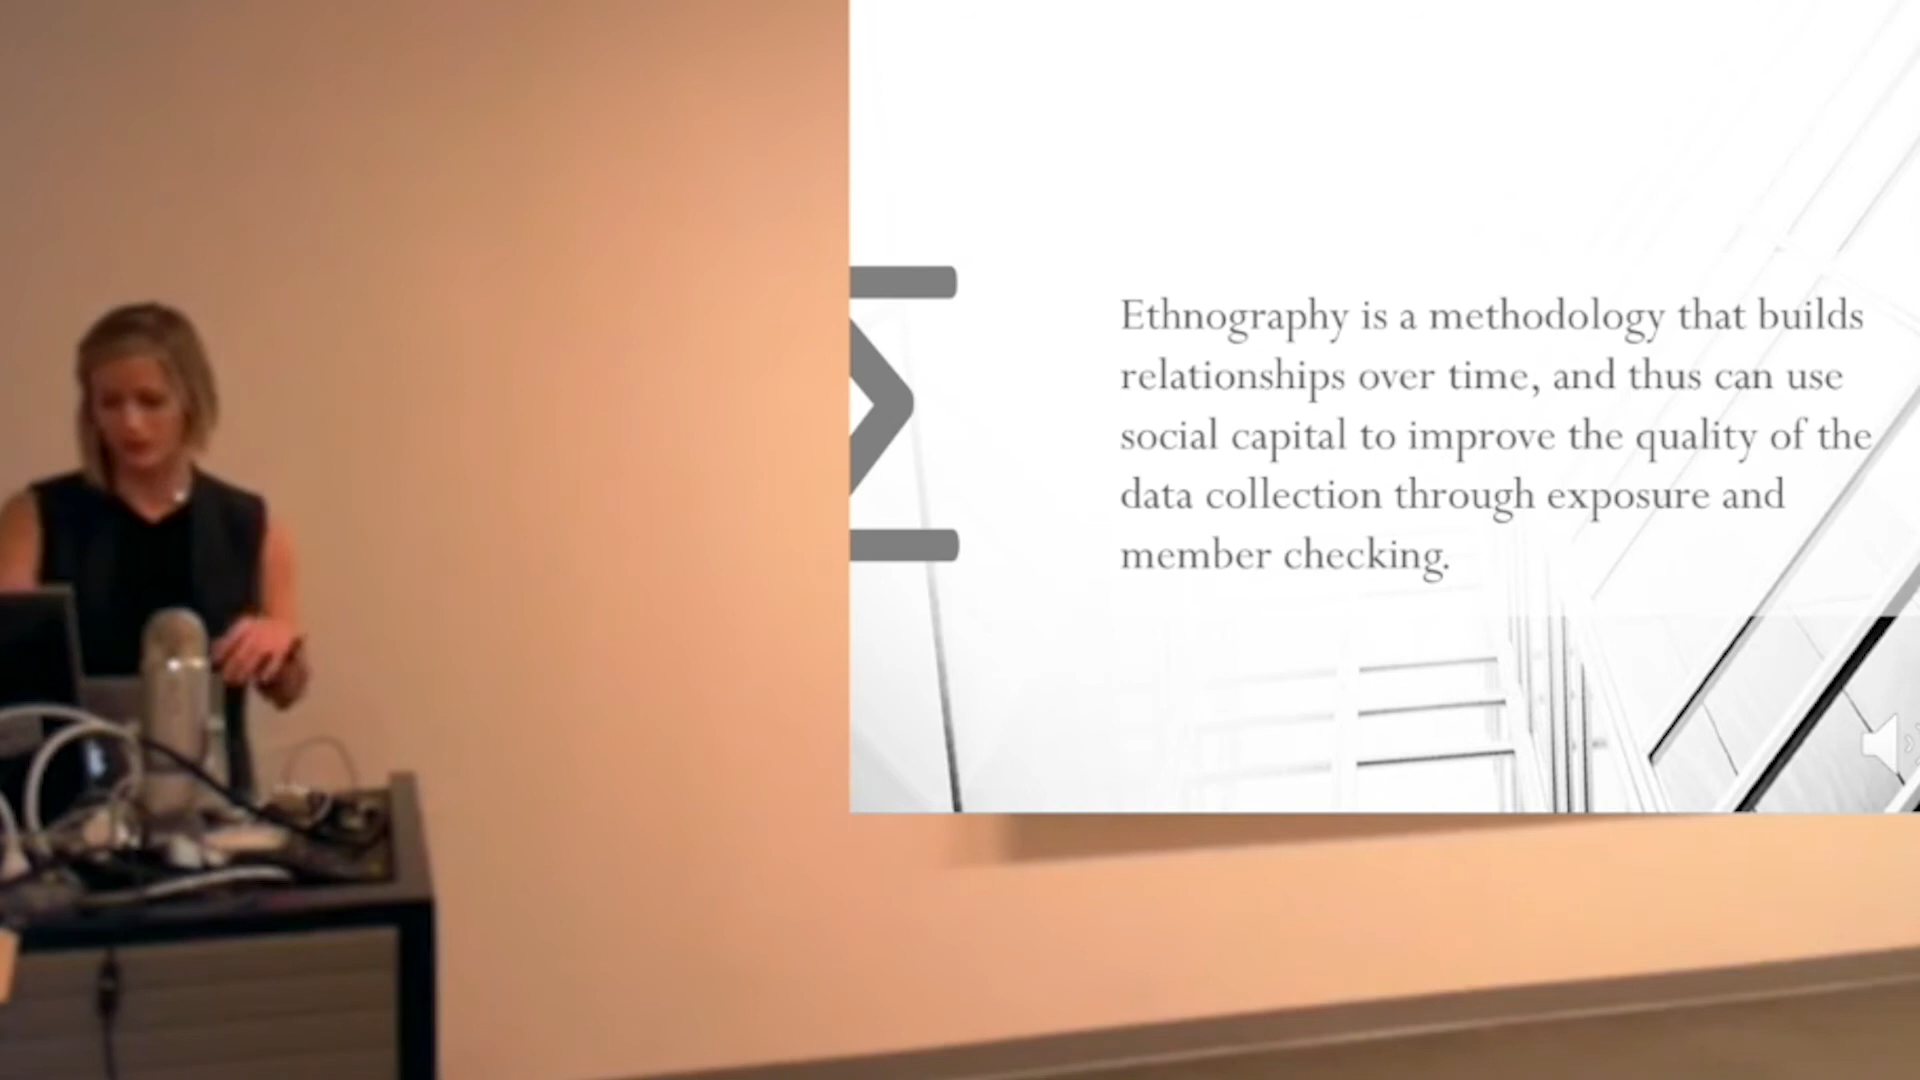 Ethnography is a methodology that builds
relationships over time, and thus can use
social capital to improve the quality of the
data collection through exposure and
member checking.